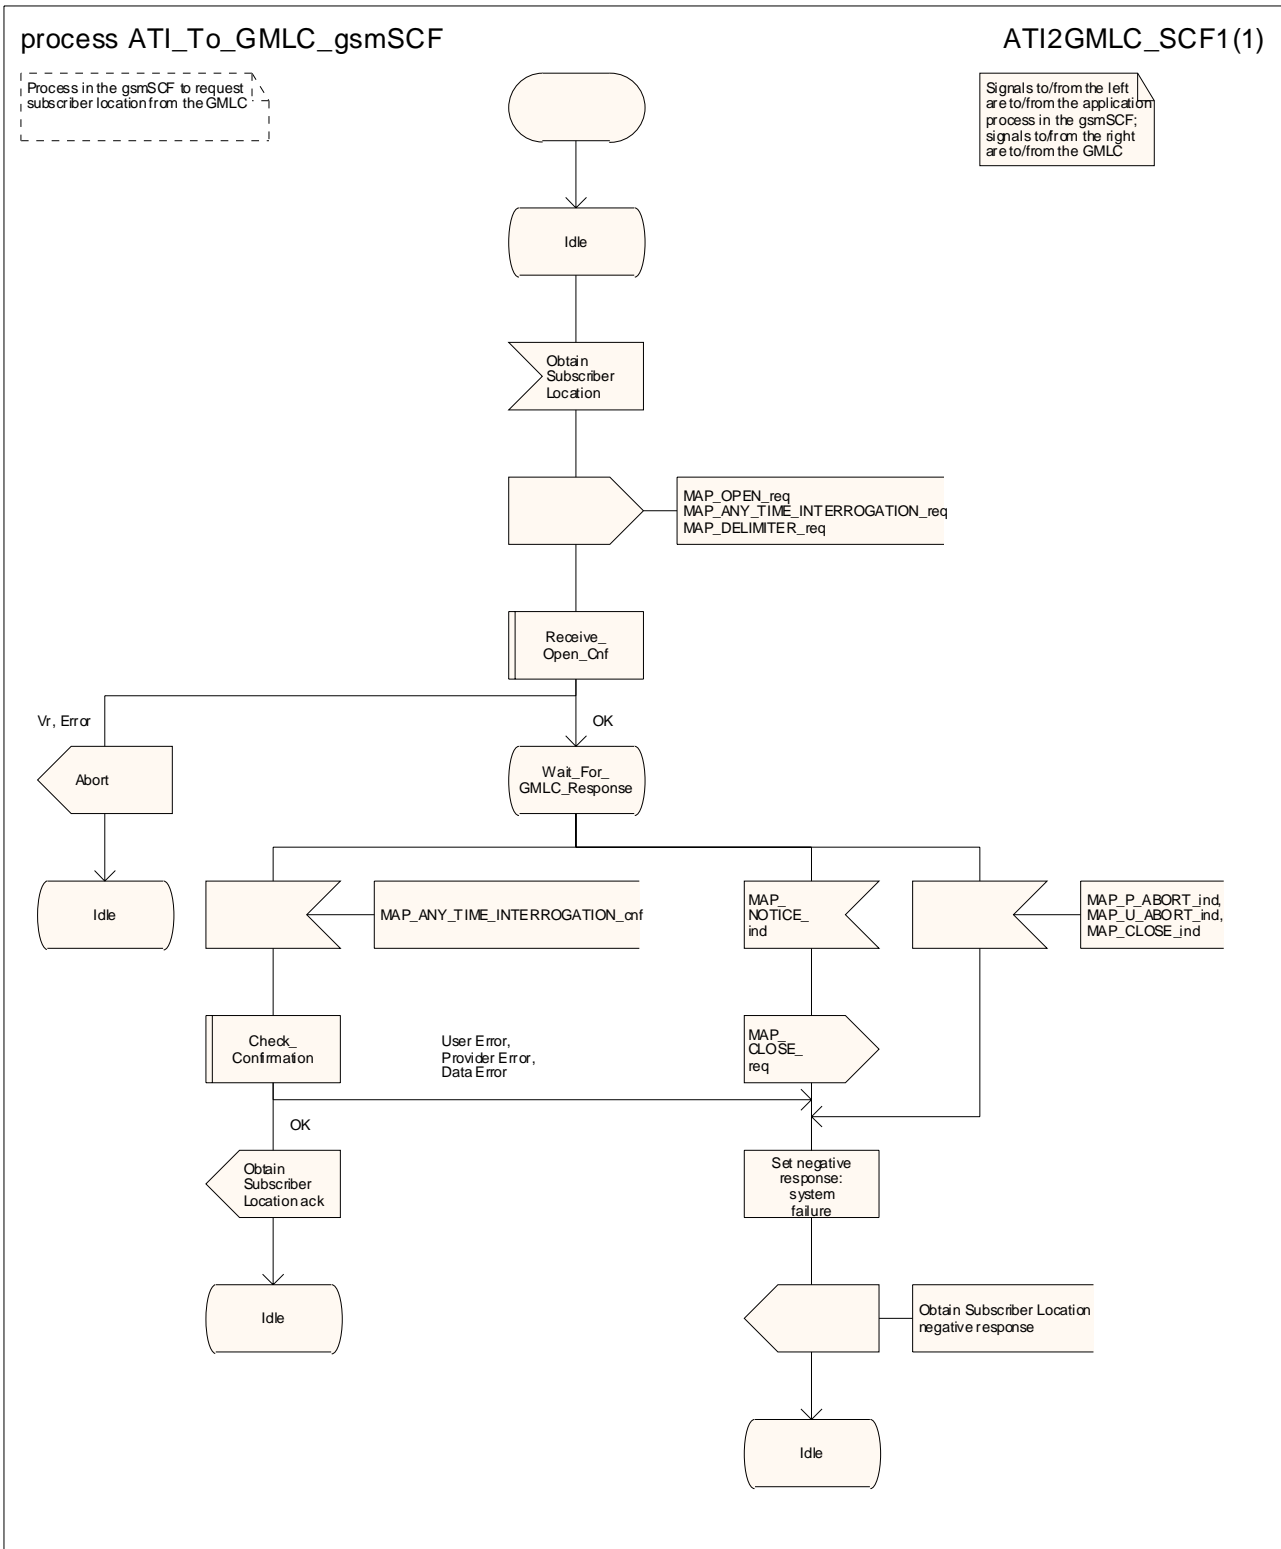 process ATI_To_GMLC_gsmSCF
ATI2GMLC_SCF1(1)
Process in the gsmSCF to request
subscriber location from the GMLC
Signals to/from the left
are to/from the application
process in the gsmSCF;
signals to/from the right
are to/from the GMLC
Idle
Obtain
Subscriber
Location
MAP_OPEN_req
MAP_ANY_TIME_INTERROGATION_req
MAP_DELIMITER_req
Receive_
Open_Cnf
Vr, Error
OK
Abort
Wait_For_
GMLC_Response
Idle
MAP_ANY_TIME_INTERROGATION_cnf
MAP_
NOTICE_
ind
MAP_P_ABORT_ind,
MAP_U_ABORT_ind,
MAP_CLOSE_ind
Check_
Confirmation
User Error,
Provider Error,
Data Error
MAP_
CLOSE_
req
OK
Obtain
Subscriber
Location ack
Set negative
response:
system
failure
Idle
Obtain Subscriber Location
negative response
Idle